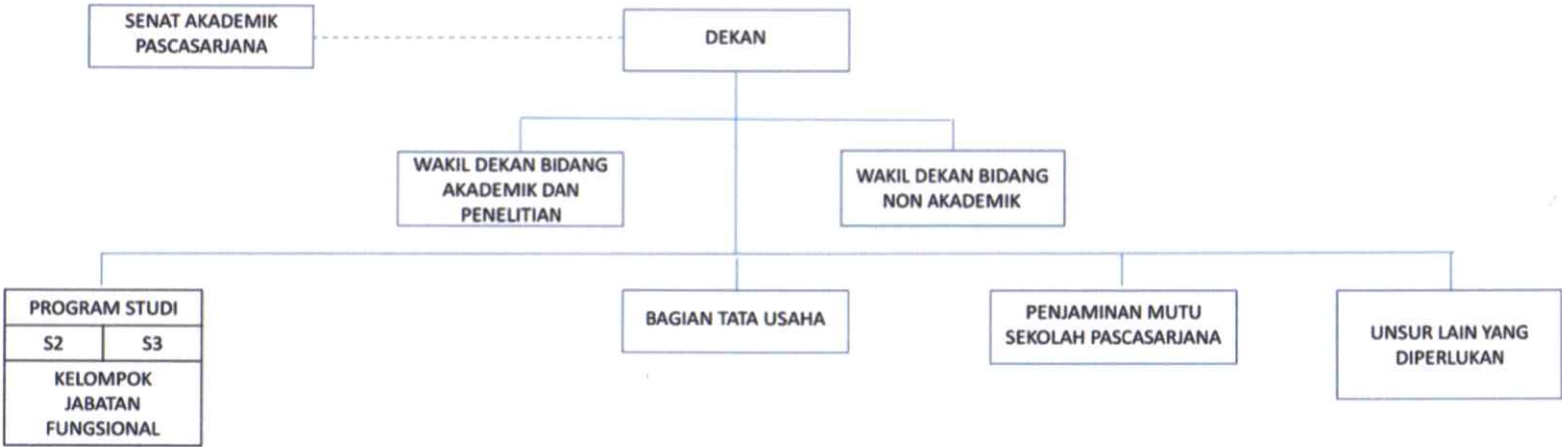 SENAT AKADEMIK
PASCASARJANA
DEKAN
WAKIL DEKAN BIDANG
AKADEMIK DAN
PENELITIAN
WAKIL DEKAN BIDANG
NON AKADEMIK
PROGRAM STUDI
S2 S3
KELOMPOK
JABATAN
FUNGSIONAL
BAGIAN TATA USAHA
PENJAMINAN MUTU
SEKOLAH PASCASARJANA
UNSUR LAIN YANG
DIPERLUKAN